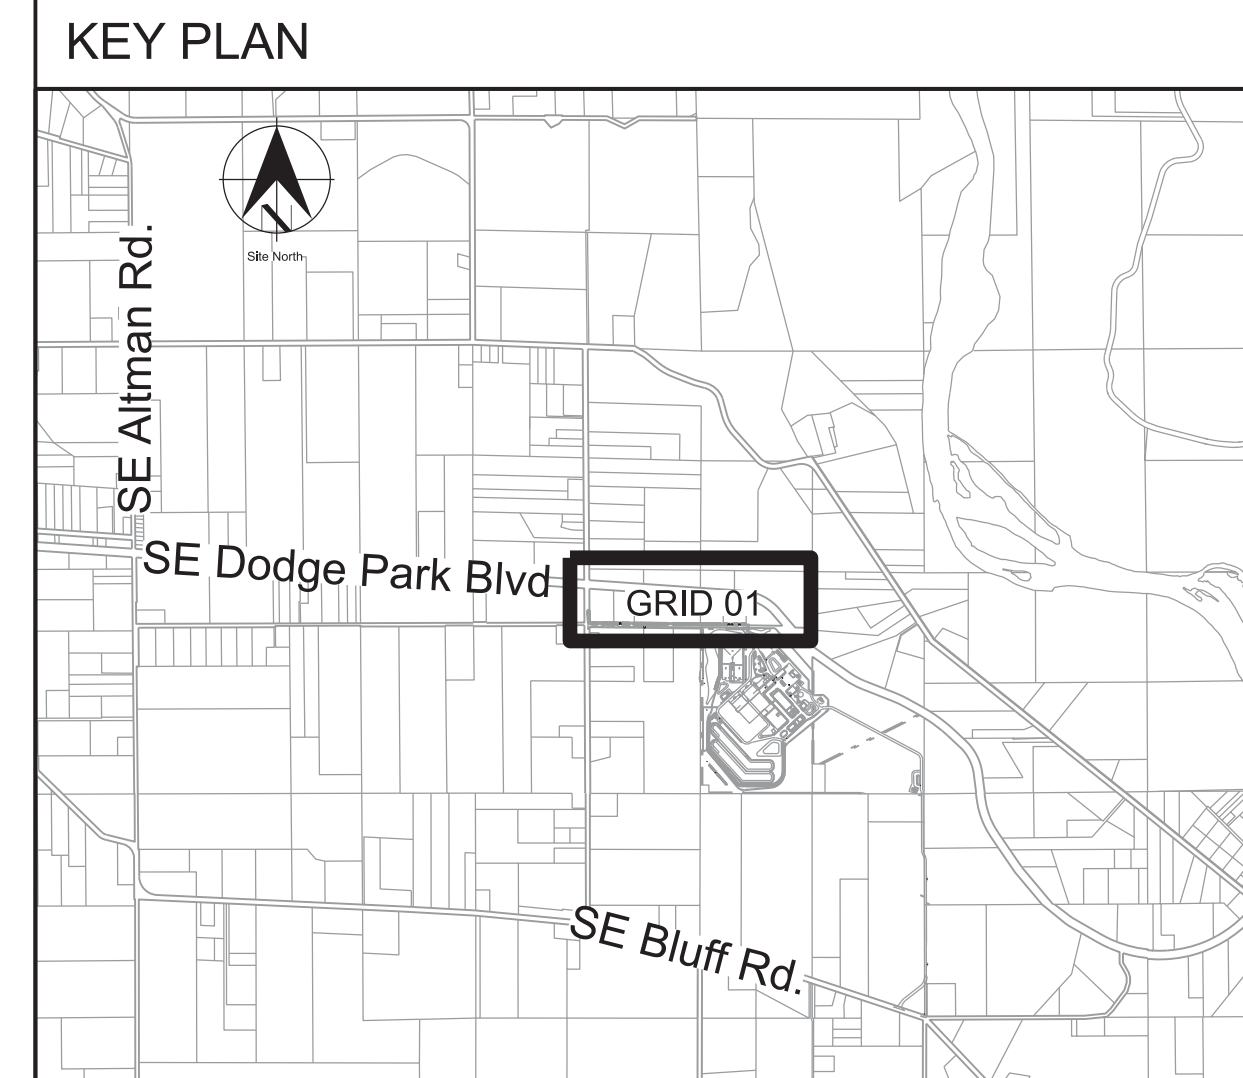 KEY PLAN
Site North
SE Altman Rd.
SE Dodge Park Blvd
GRID 01
SE Bluff Rd.